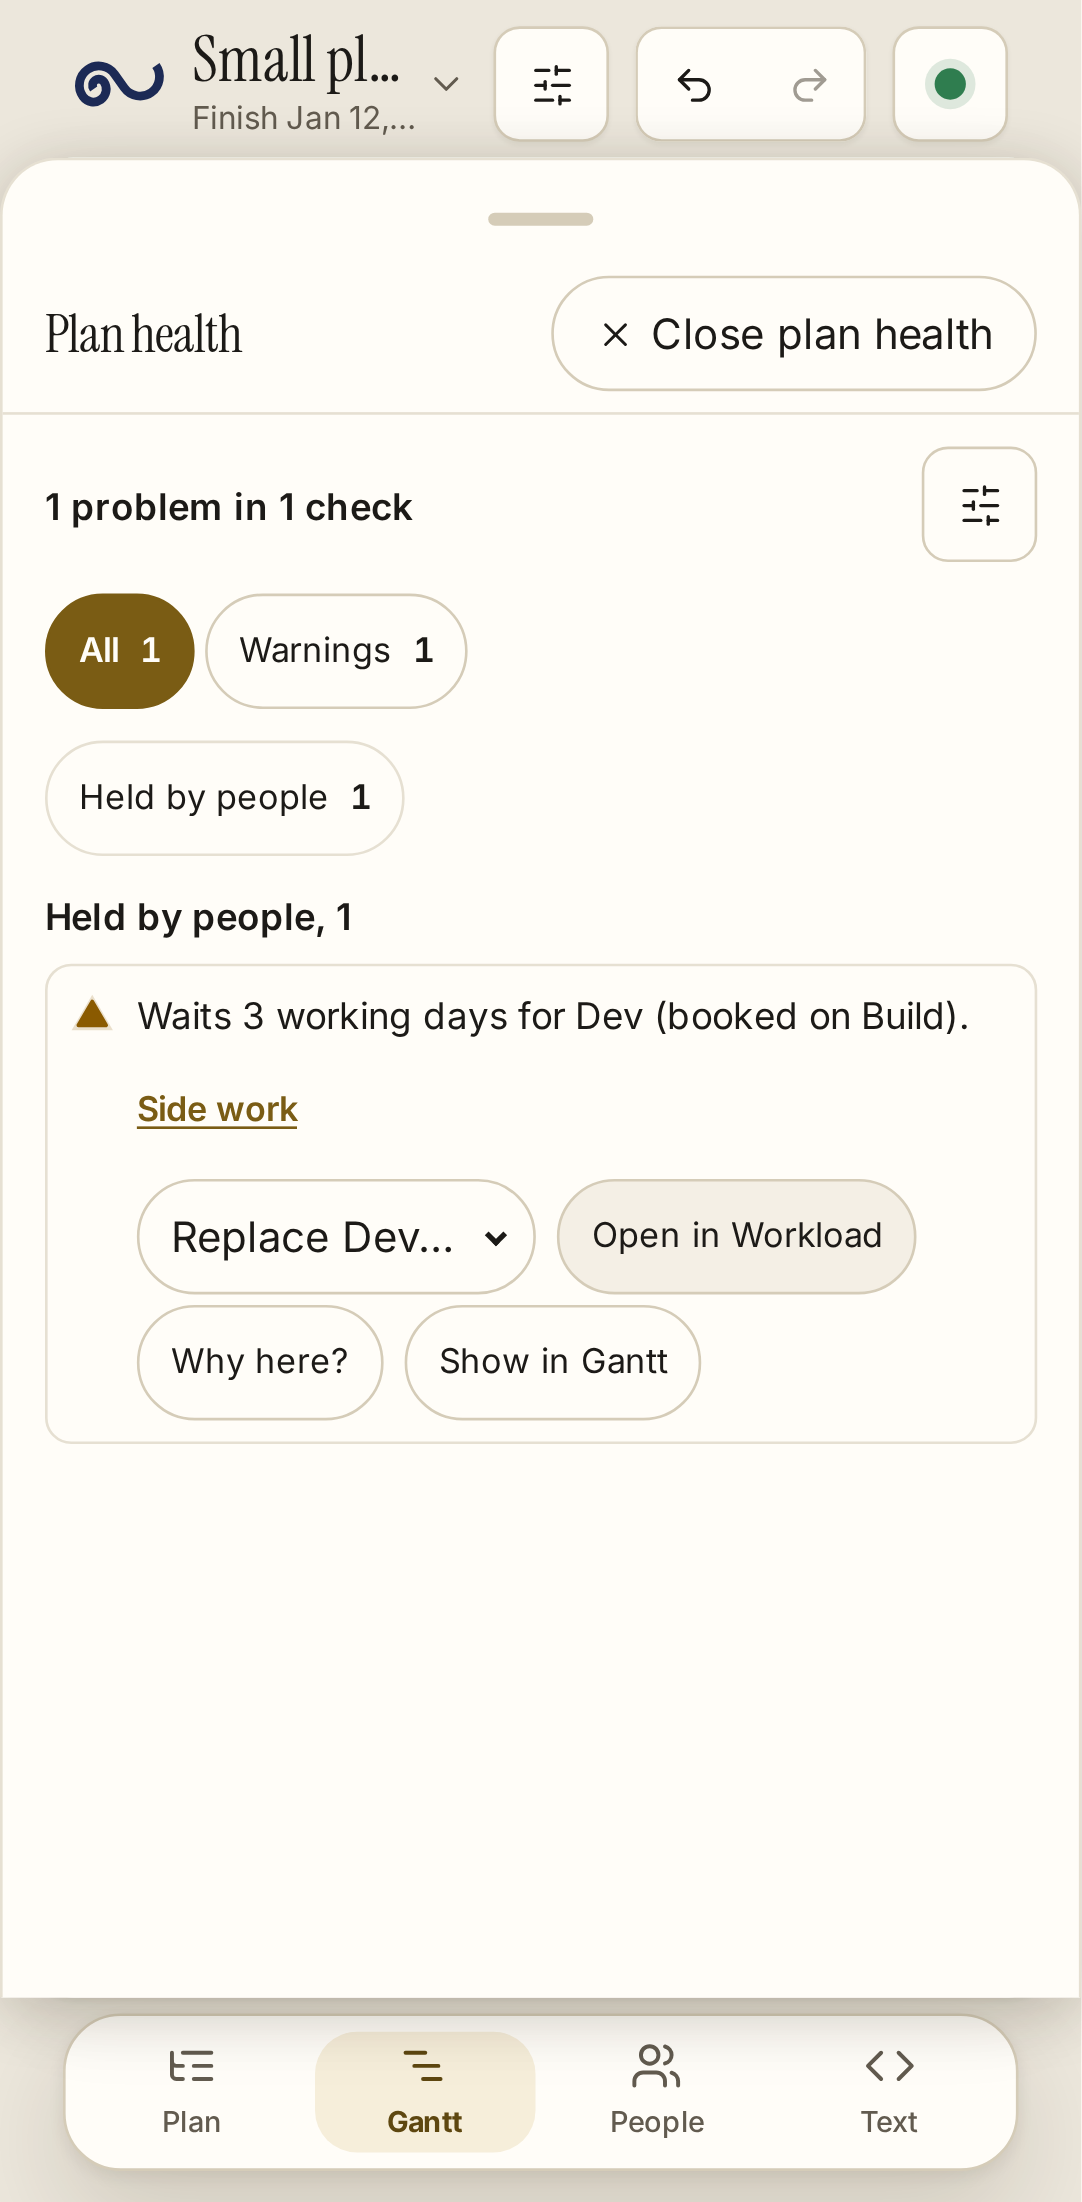 Small pl...
Finish Jan 12,...
Plan health
Close plan health
1 problem in 1 check
All 1
Warnings 1
Held by people 1
Held by people, 1
Waits 3 working days for Dev (booked on Build).
Side work
Replace Dev...
Open in Workload
Why here?
Show in Gantt
Plan
Gantt
People
Text